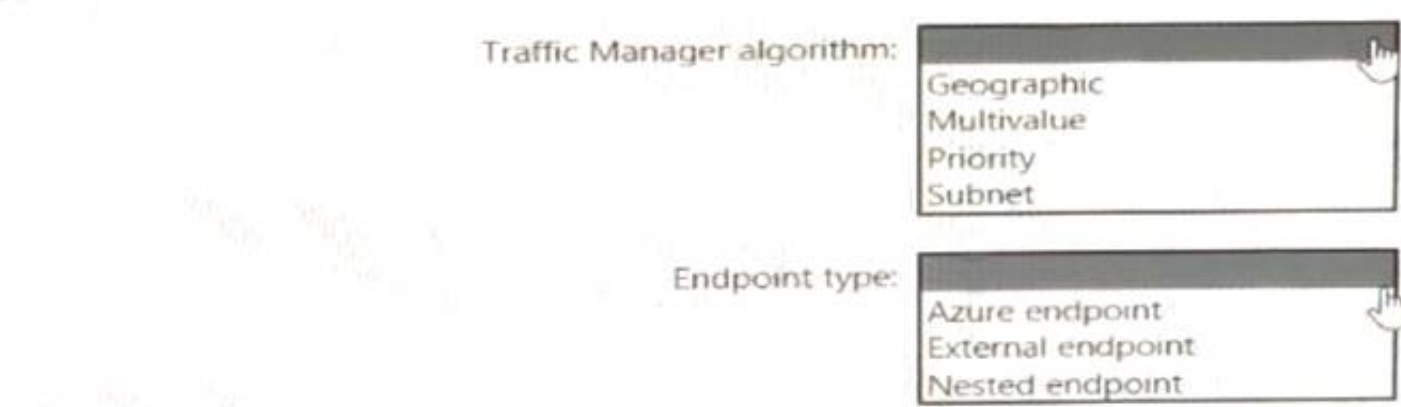 Traffic Manager algorithm:
Geographic
Multivalue
Priority
Subnet
Endpoint type:
Azure endpoint
External endpoint
Nested endpoint